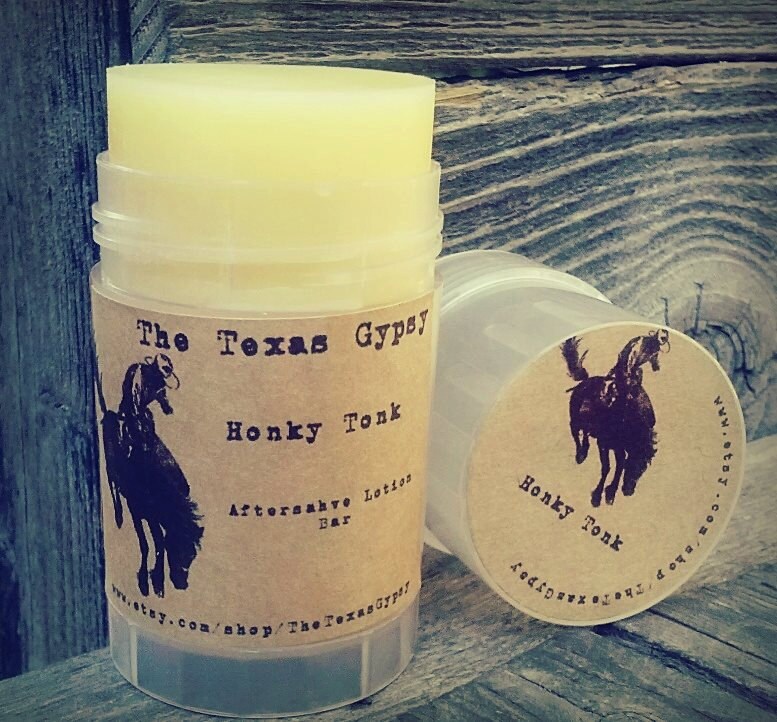 The Texas Gypsy
Honky Tonk
Aftersahve Lotion
Bar
www.etsy.com/shop/TheTexasGypsy
Honky Tonk
www.etsy.com/shop/TheTexasGypsy